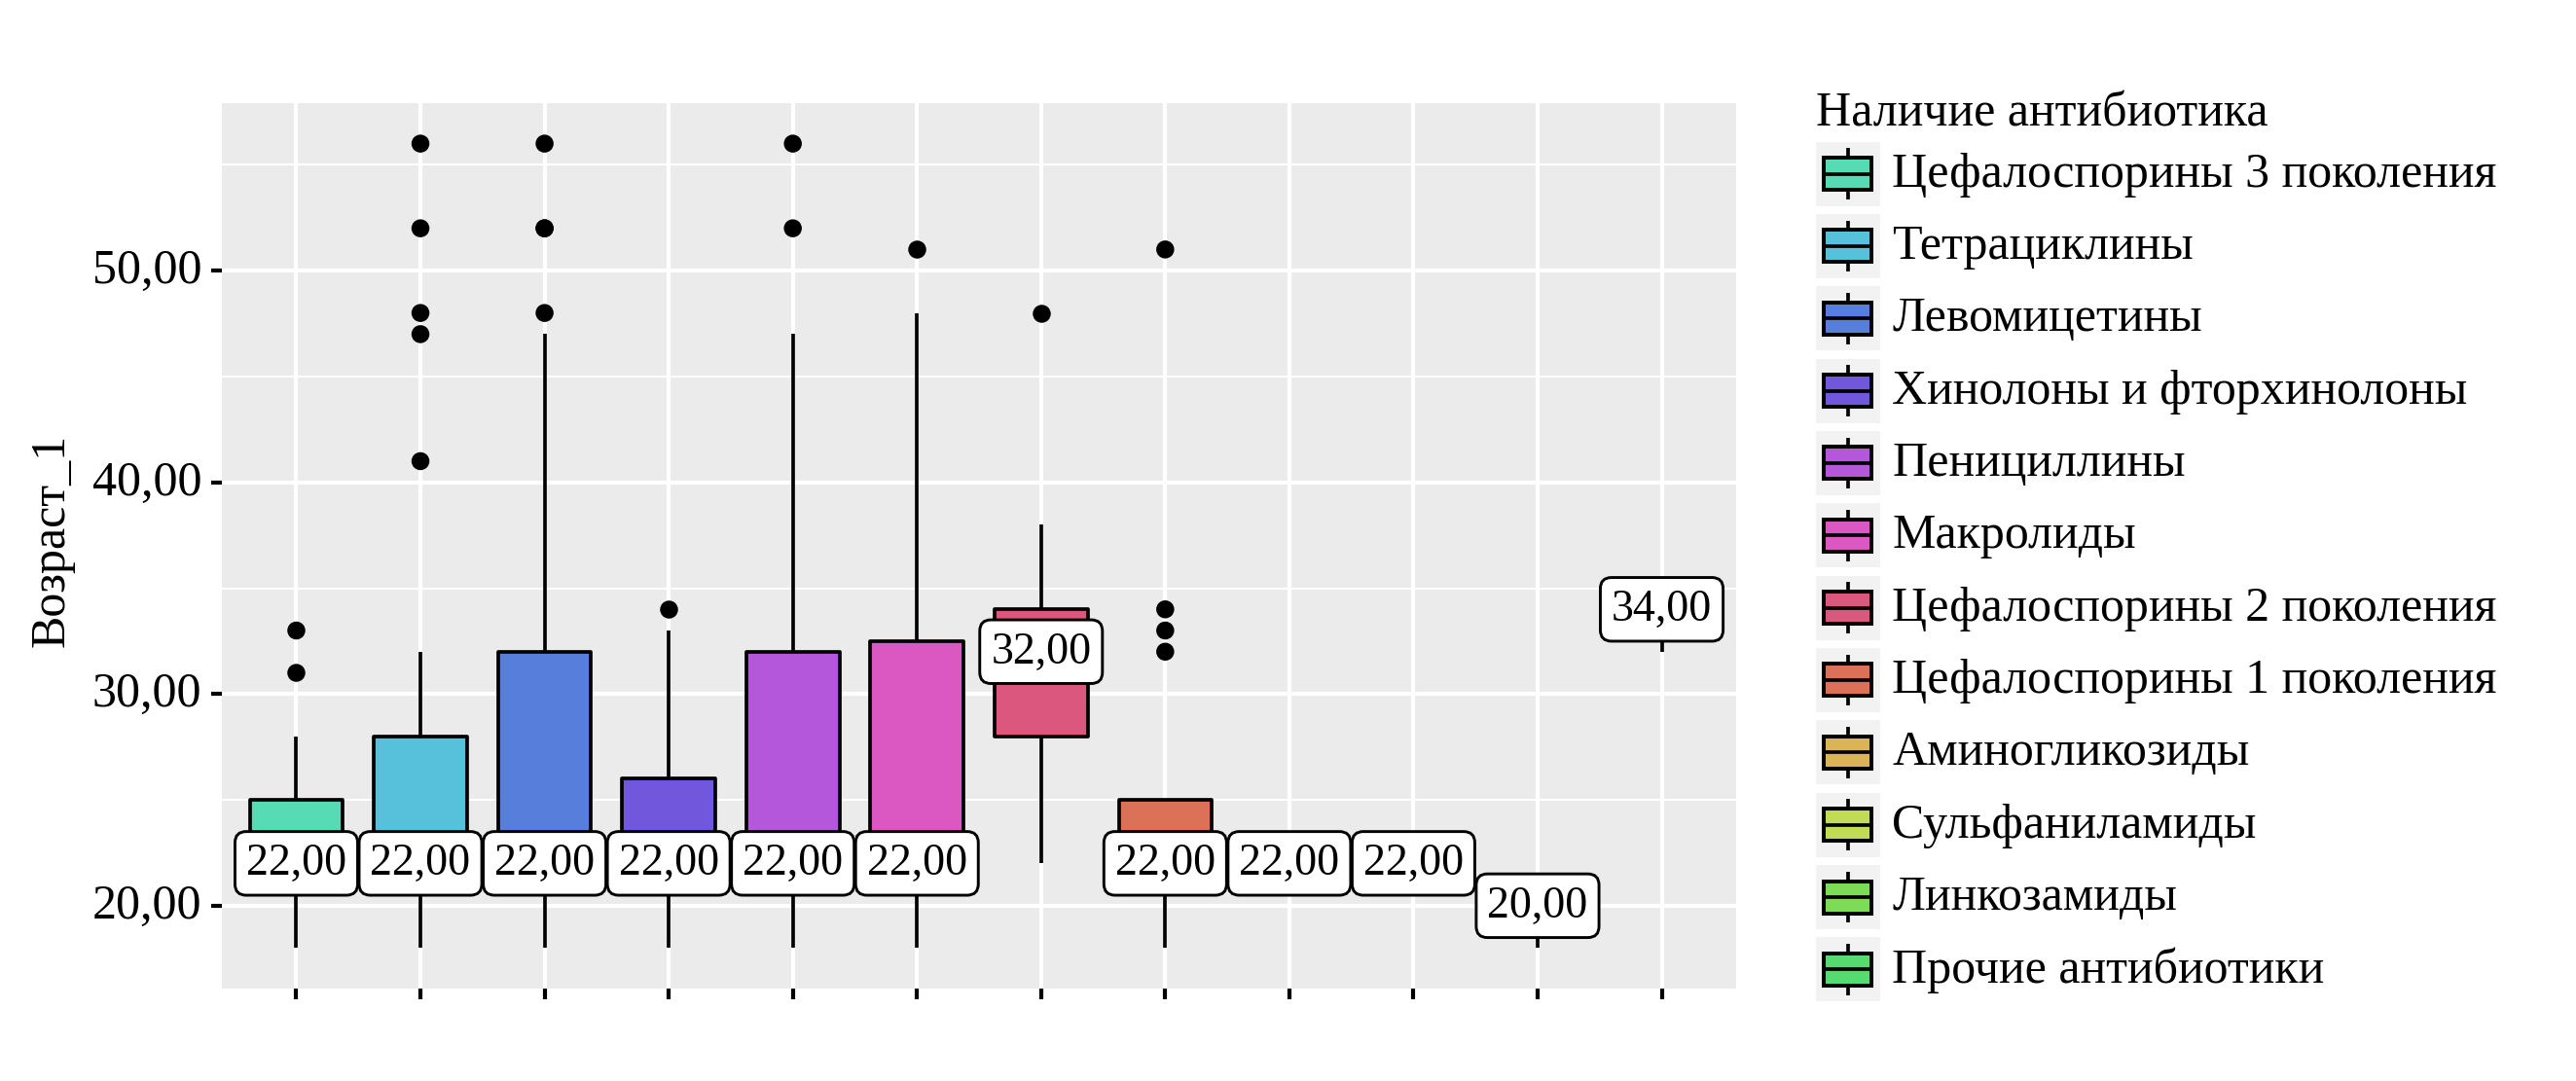 Наличие антибиотика
Цефалоспорины 3 поколения
Тетрациклины
Левомицетины
Хинолоны и фторхинолоны
Пенициллины
Макролиды
Цефалоспорины 2 поколения
Цефалоспорины 1 поколения
Аминогликозиды
Сульфаниламиды
Линкозамиды
Прочие антибиотики
Возраст_1
50,00
40,00
30,00
20,00
22,00 22,00 22,00 22,00 22,00 22,00 32,00 22,00 22,00 22,00 20,00 34,00